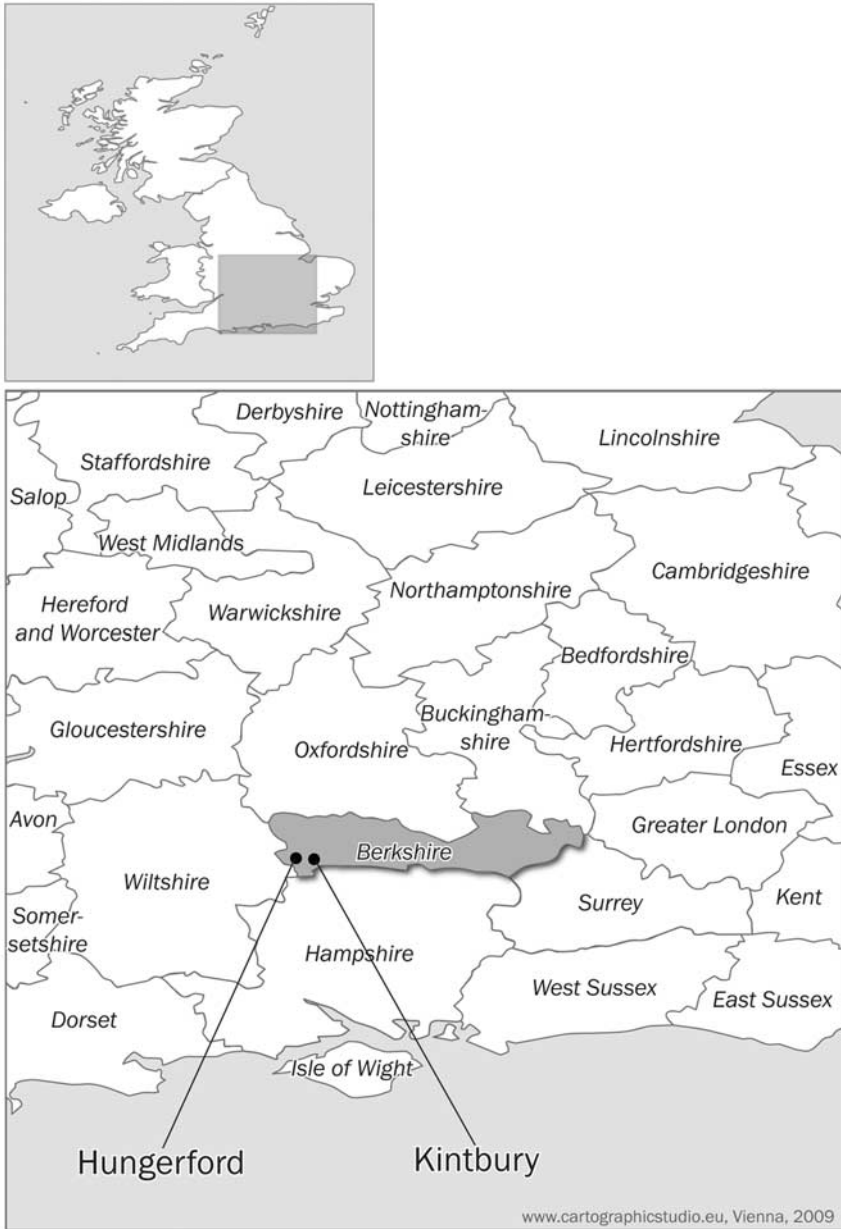 Derbyshire
Nottingham-
shire
Lincolnshire
Staffordshire
Leicestershire
Salop
West Midlands
Cambridgeshire
Northamptonshire
Hereford
and Worcester
Warwickshire
Bedfordshire
Buckingham-
shire
Gloucestershire
Oxfordshire
Hertfordshire
Essex
Avon
Greater London
Berkshire
Wiltshire
Surrey
Kent
Somer-
setshire
Hampshire
West Sussex
East Sussex
Dorset
Isle of Wight
Hungerford
Kintbury
www.cartographicstudio.eu, Vienna, 2009